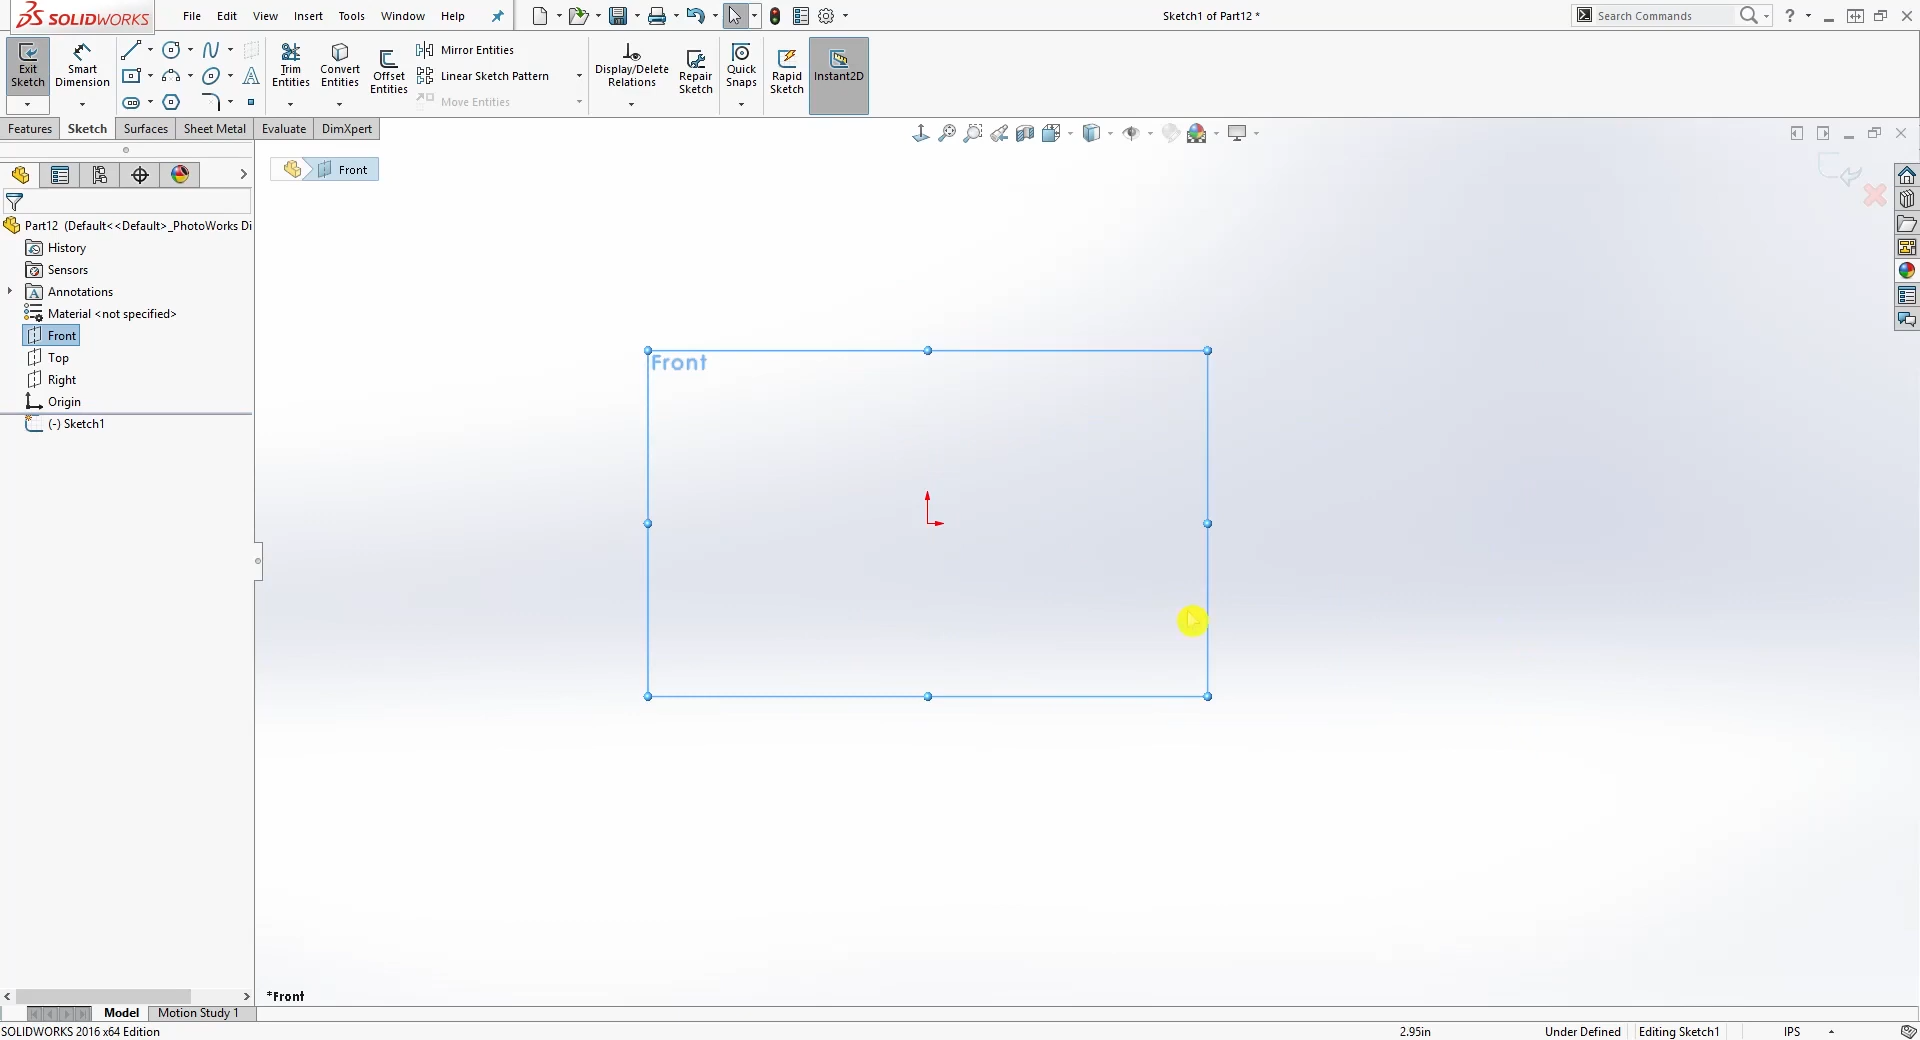 SOLIDWORKS
File Edit View Insert Tools Window Help
Sketch1 of Part12 *
Search Commands
?
Exit Sketch
Smart Dimension
Trim Entities
Convert Entities
Offset Entities
Mirror Entities
Linear Sketch Pattern
Move Entities
Display/Delete Relations
Repair Sketch
Quick Snaps
Rapid Sketch
Instant2D
Features Sketch Surfaces Sheet Metal Evaluate DimXpert
Front
Part12 (Default<<Default>_PhotoWorks Di
History
Sensors
Annotations
Material <not specified>
Front
Top
Right
Origin
(-) Sketch1
Front
*Front
Model Motion Study 1
SOLIDWORKS 2016 x64 Edition
2.95in Under Defined Editing Sketch1 IPS